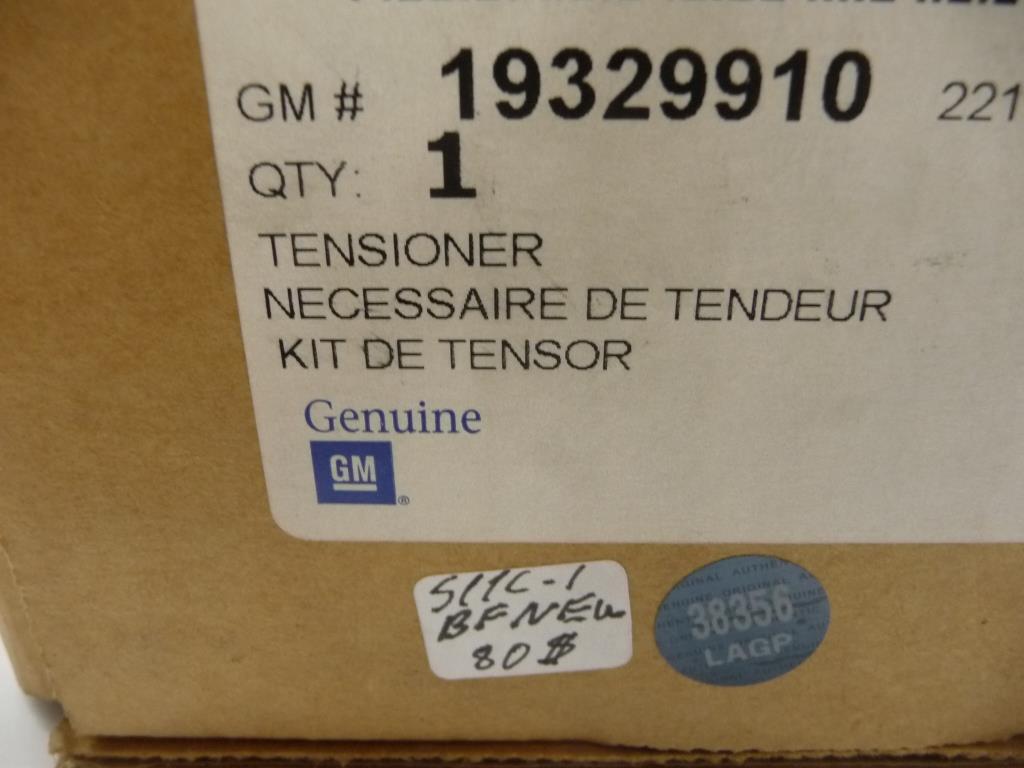 GM # 19329910 221
QTY: 1
TENSIONER
NECESSAIRE DE TENDEUR
KIT DE TENSOR
Genuine
GM ®
511C-1
BFNEW
80 $
38356
LAGP